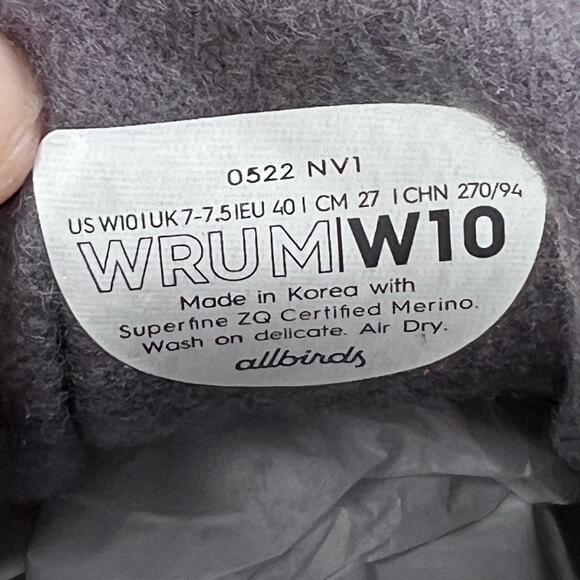 0522 NV1
US W10 | UK 7-7.5 | EU 40 | CM 27 | CHN 270/94
WRUM|W10
Made in Korea with
Superfine ZQ Certified Merino.
Wash on delicate. Air Dry.
allbirds